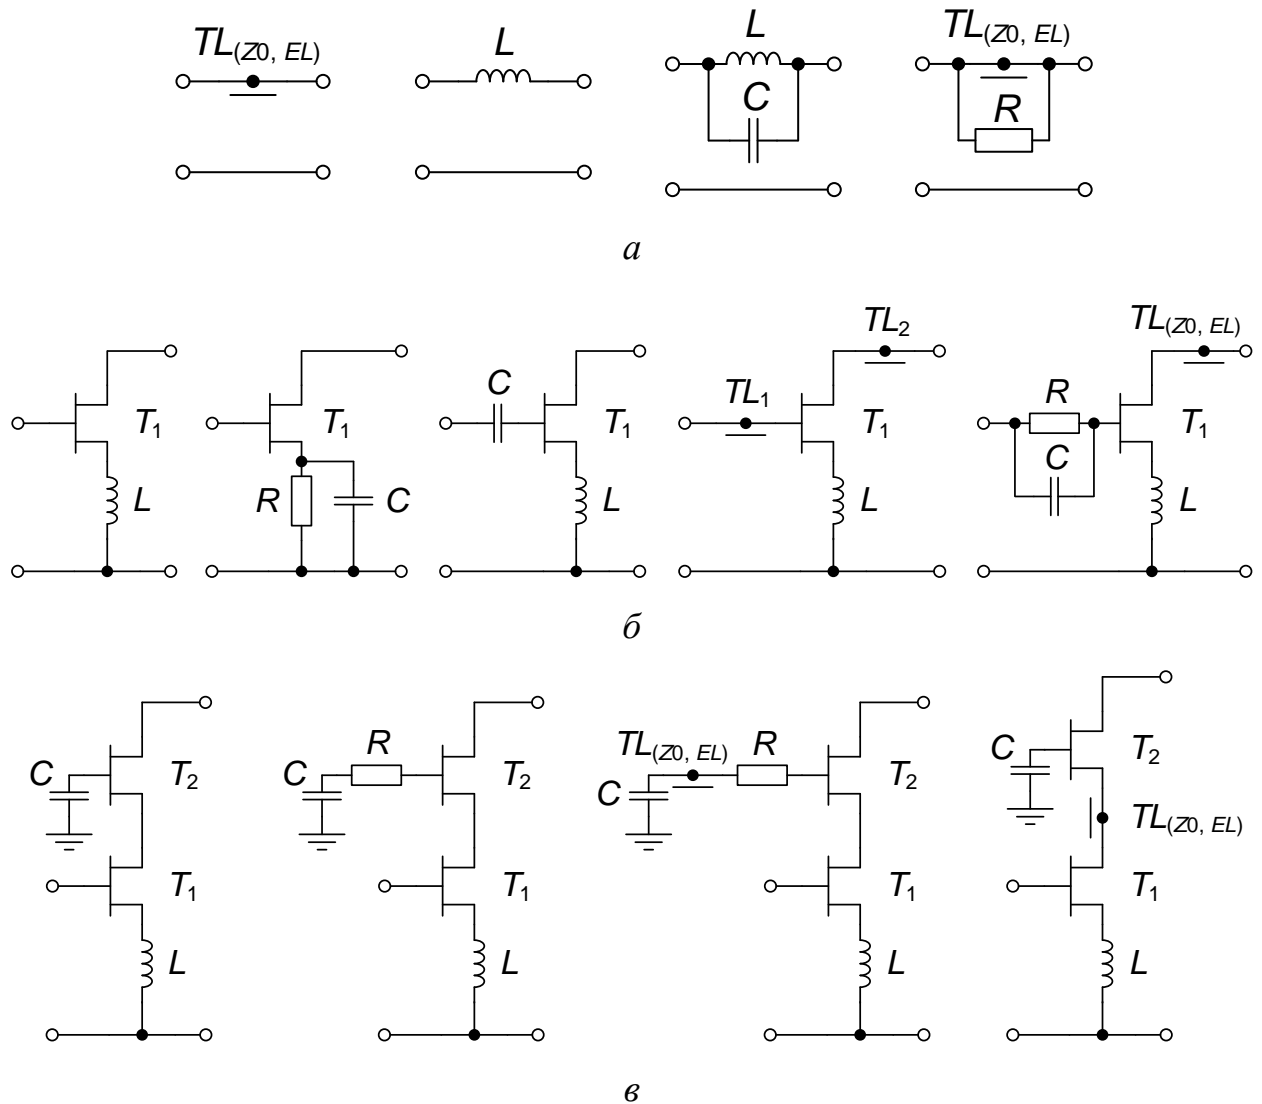 TL(Z0, EL) L L TL(Z0, EL)
C R
а
TL2 TL(Z0, EL)
C TL1 R
T1 T1 T1 T1 T1
C
L R C L L L
б
C R TL(Z0, EL) R C T2
C T2 C T2 C T2
TL(Z0, EL)
T1 T1 T1 T1
L L L L
в